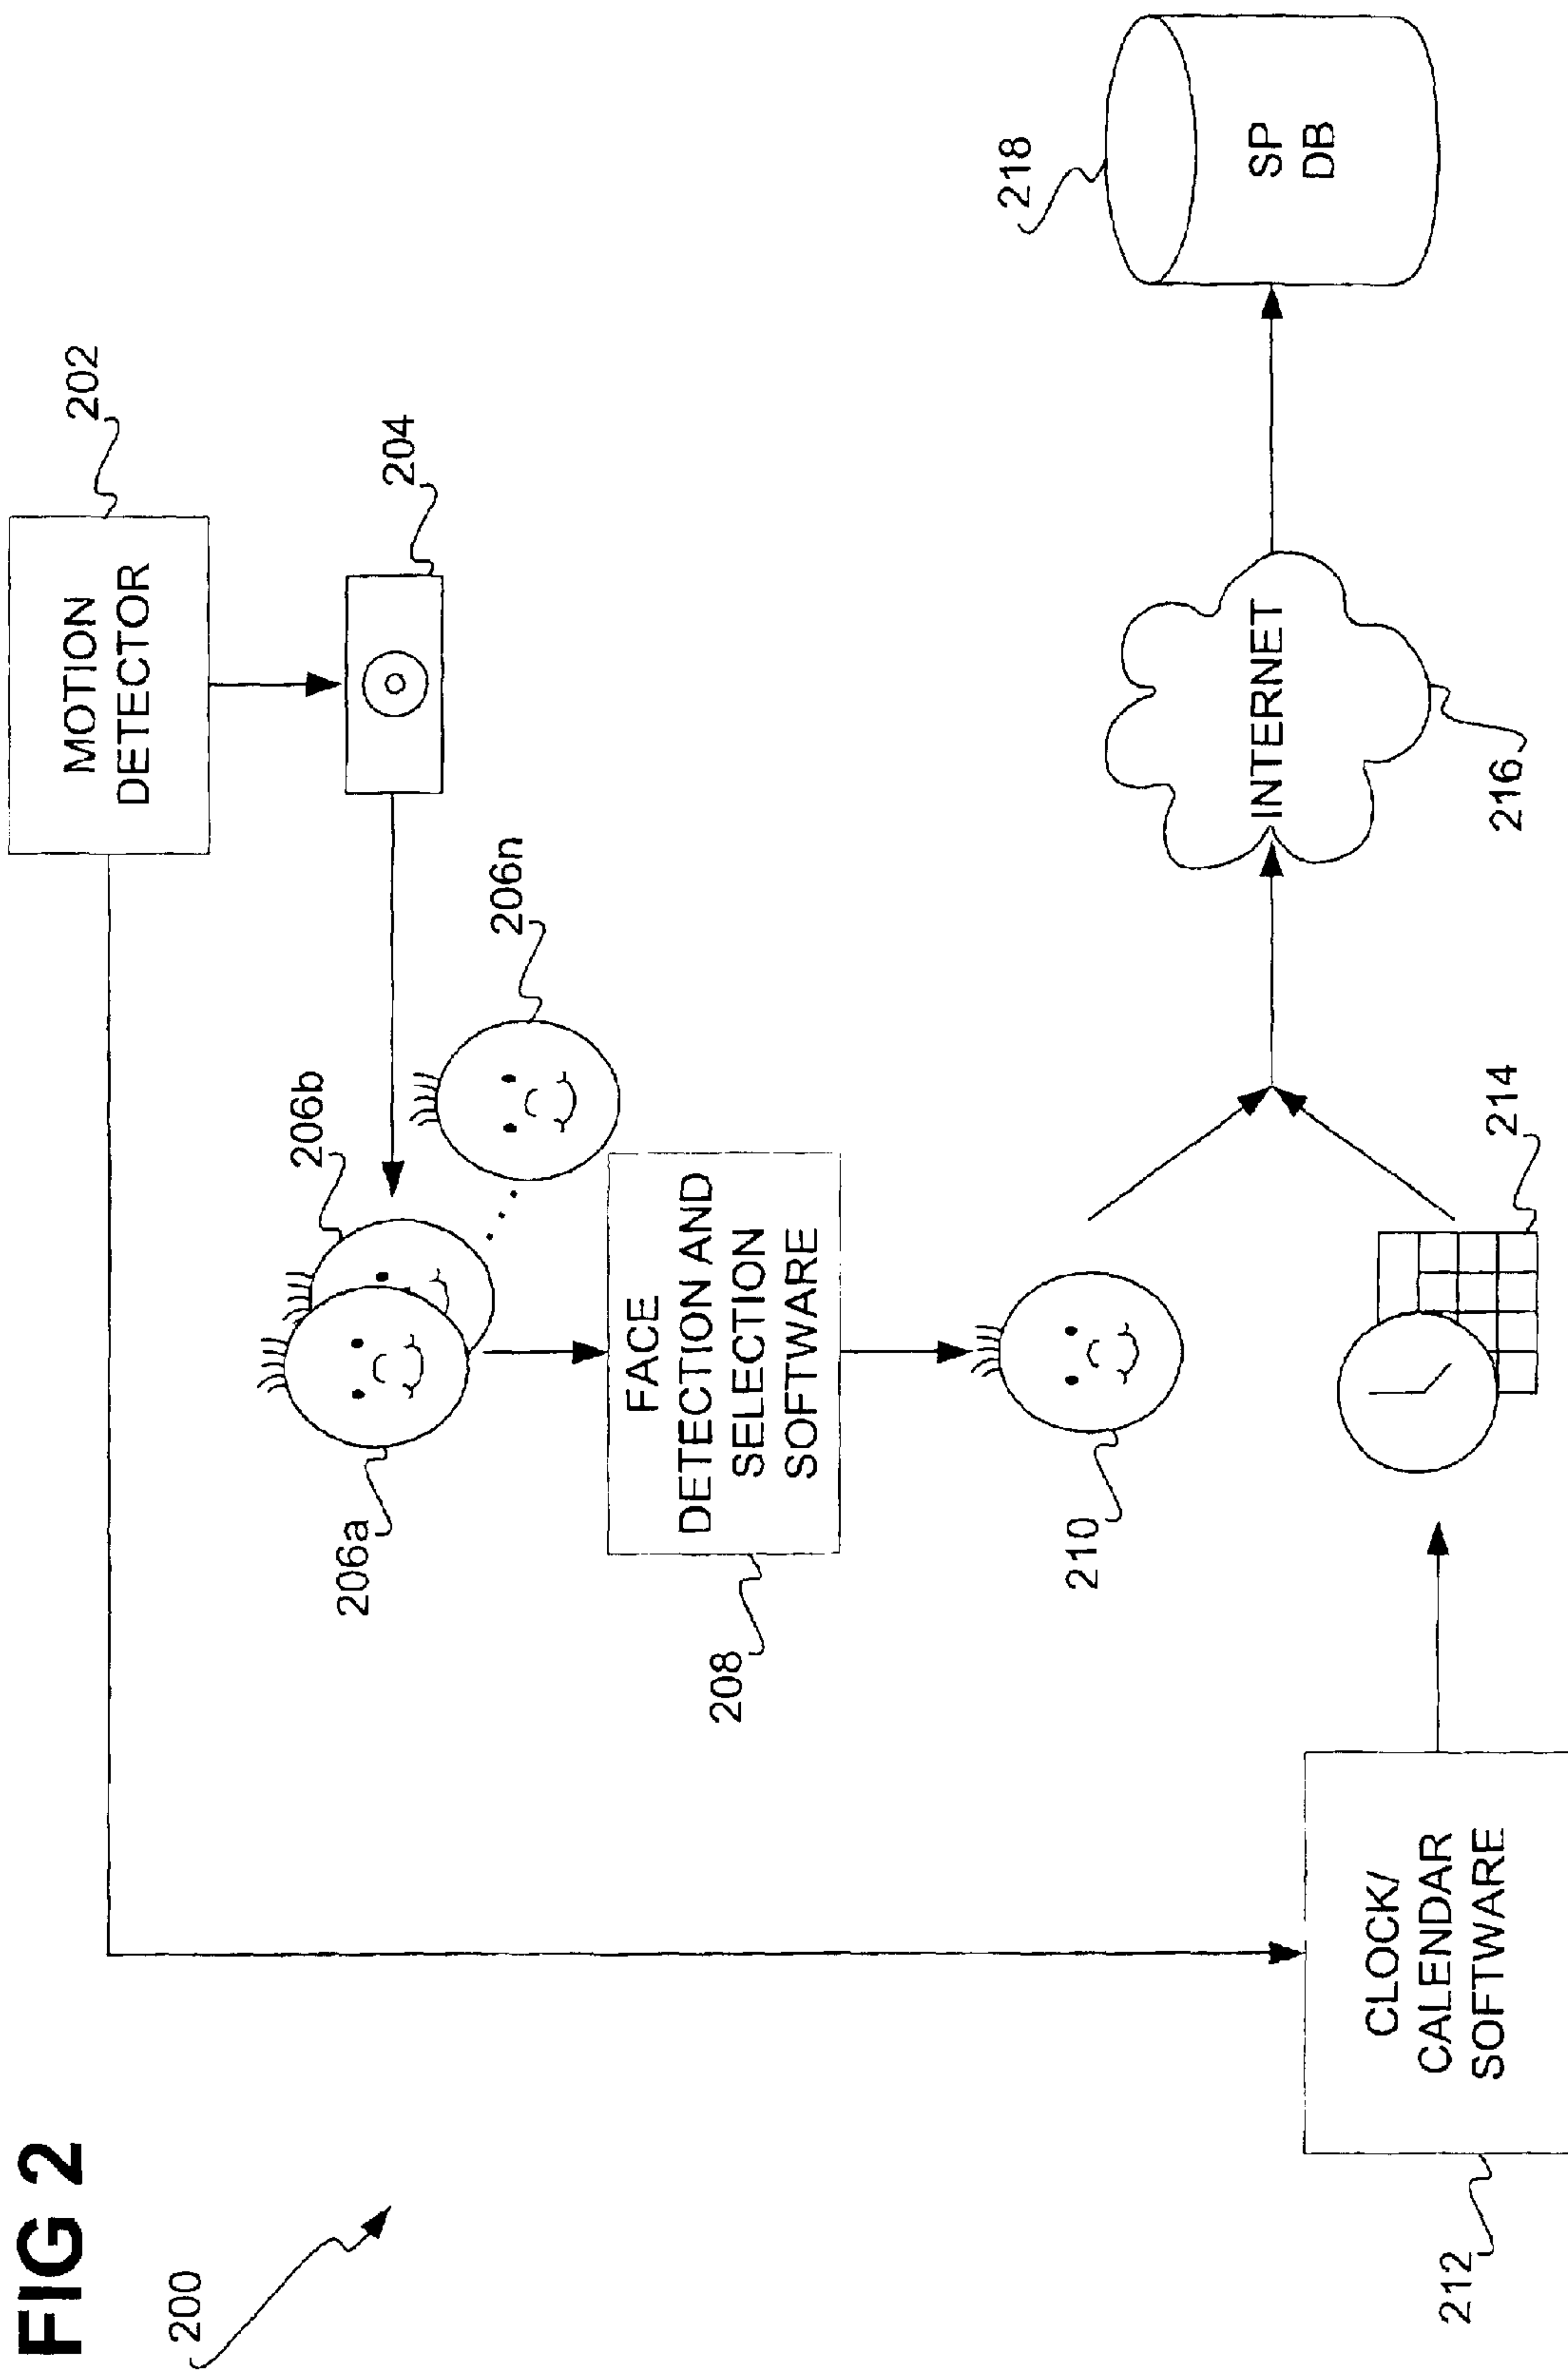 FIG 2
200
MOTION
DETECTOR
202
204
206a
206b
206n
FACE
DETECTION AND
SELECTION
SOFTWARE
208
210
CLOCK/
CALENDAR
SOFTWARE
212
214
INTERNET
216
SP
DB
218